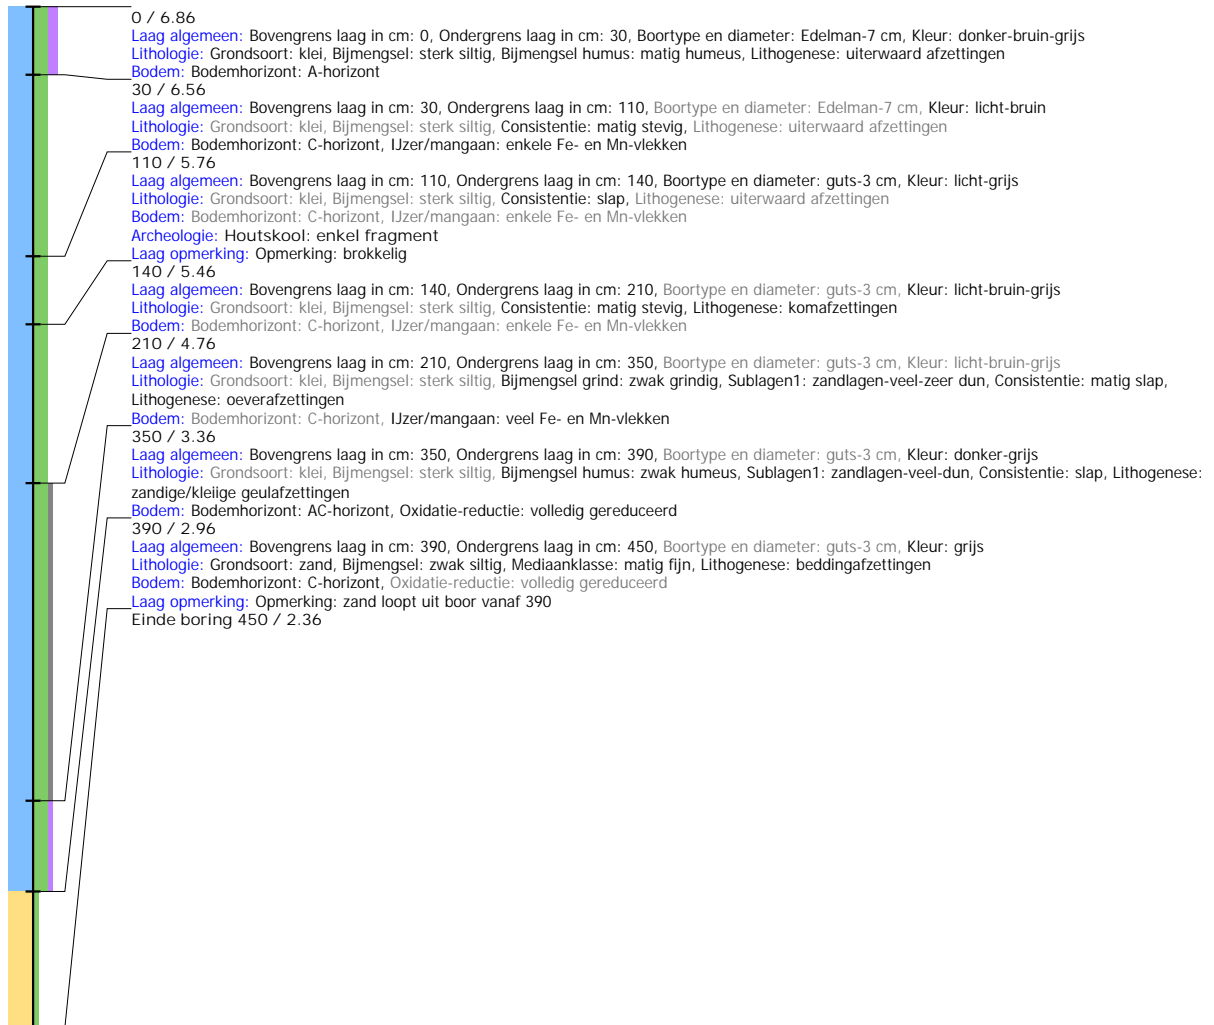 0 / 6.86
Laag algemeen: Bovengrens laag in cm: 0, Ondergrens laag in cm: 30, Boortype en diameter: Edelman-7 cm, Kleur: donker-bruin-grijs
Lithologie: Grondsoort: klei, Bijmengsel: sterk siltig, Bijmengsel humus: matig humeus, Lithogenese: uiterwaard afzettingen
Bodem: Bodemhorizont: A-horizont
30 / 6.56
Laag algemeen: Bovengrens laag in cm: 30, Ondergrens laag in cm: 110, Boortype en diameter: Edelman-7 cm, Kleur: licht-bruin
Lithologie: Grondsoort: klei, Bijmengsel: sterk siltig, Consistentie: matig stevig, Lithogenese: uiterwaard afzettingen
Bodem: Bodemhorizont: C-horizont, IJzer/mangaan: enkele Fe- en Mn-vlekken
110 / 5.76
Laag algemeen: Bovengrens laag in cm: 110, Ondergrens laag in cm: 140, Boortype en diameter: guts-3 cm, Kleur: licht-grijs
Lithologie: Grondsoort: klei, Bijmengsel: sterk siltig, Consistentie: slap, Lithogenese: uiterwaard afzettingen
Bodem: Bodemhorizont: C-horizont, IJzer/mangaan: enkele Fe- en Mn-vlekken
Archeologie: Houtskool: enkel fragment
Laag opmerking: Opmerking: brokkelig
140 / 5.46
Laag algemeen: Bovengrens laag in cm: 140, Ondergrens laag in cm: 210, Boortype en diameter: guts-3 cm, Kleur: licht-bruin-grijs
Lithologie: Grondsoort: klei, Bijmengsel: sterk siltig, Consistentie: matig stevig, Lithogenese: komafzettingen
Bodem: Bodemhorizont: C-horizont, IJzer/mangaan: enkele Fe- en Mn-vlekken
210 / 4.76
Laag algemeen: Bovengrens laag in cm: 210, Ondergrens laag in cm: 350, Boortype en diameter: guts-3 cm, Kleur: licht-bruin-grijs
Lithologie: Grondsoort: klei, Bijmengsel: sterk siltig, Bijmengsel grind: zwak grindig, Sublagen1: zandlagen-veel-zeer dun, Consistentie: matig slap,
Lithogenese: oeverafzettingen
Bodem: Bodemhorizont: C-horizont, IJzer/mangaan: veel Fe- en Mn-vlekken
350 / 3.36
Laag algemeen: Bovengrens laag in cm: 350, Ondergrens laag in cm: 390, Boortype en diameter: guts-3 cm, Kleur: donker-grijs
Lithologie: Grondsoort: klei, Bijmengsel: sterk siltig, Bijmengsel humus: zwak humeus, Sublagen1: zandlagen-veel-dun, Consistentie: slap, Lithogenese:
zandige/kleiige geulafzettingen
Bodem: Bodemhorizont: AC-horizont, Oxidatie-reductie: volledig gereduceerd
390 / 2.96
Laag algemeen: Bovengrens laag in cm: 390, Ondergrens laag in cm: 450, Boortype en diameter: guts-3 cm, Kleur: grijs
Lithologie: Grondsoort: zand, Bijmengsel: zwak siltig, Mediaanklasse: matig fijn, Lithogenese: beddingafzettingen
Bodem: Bodemhorizont: C-horizont, Oxidatie-reductie: volledig gereduceerd
Laag opmerking: Opmerking: zand loopt uit boor vanaf 390
Einde boring 450 / 2.36